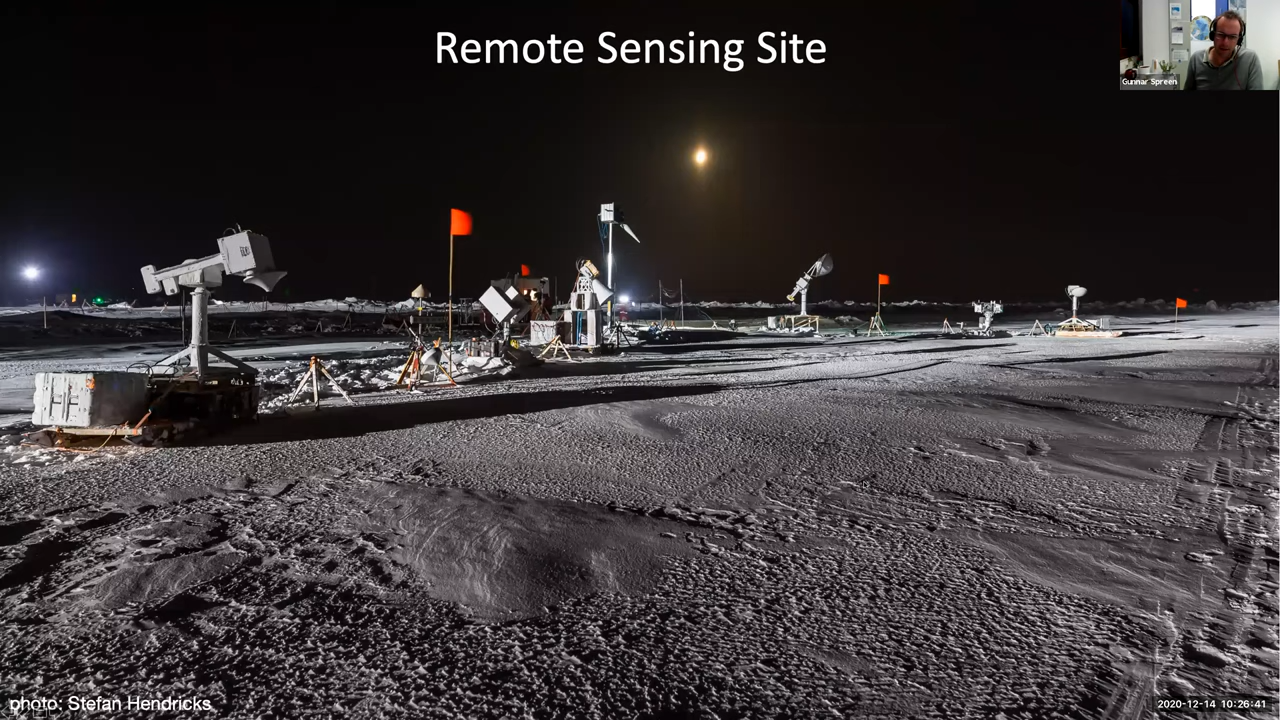 Remote Sensing Site
Gunnar Spreen
photo: Stefan Hendricks
2020-12-14 10:26:41